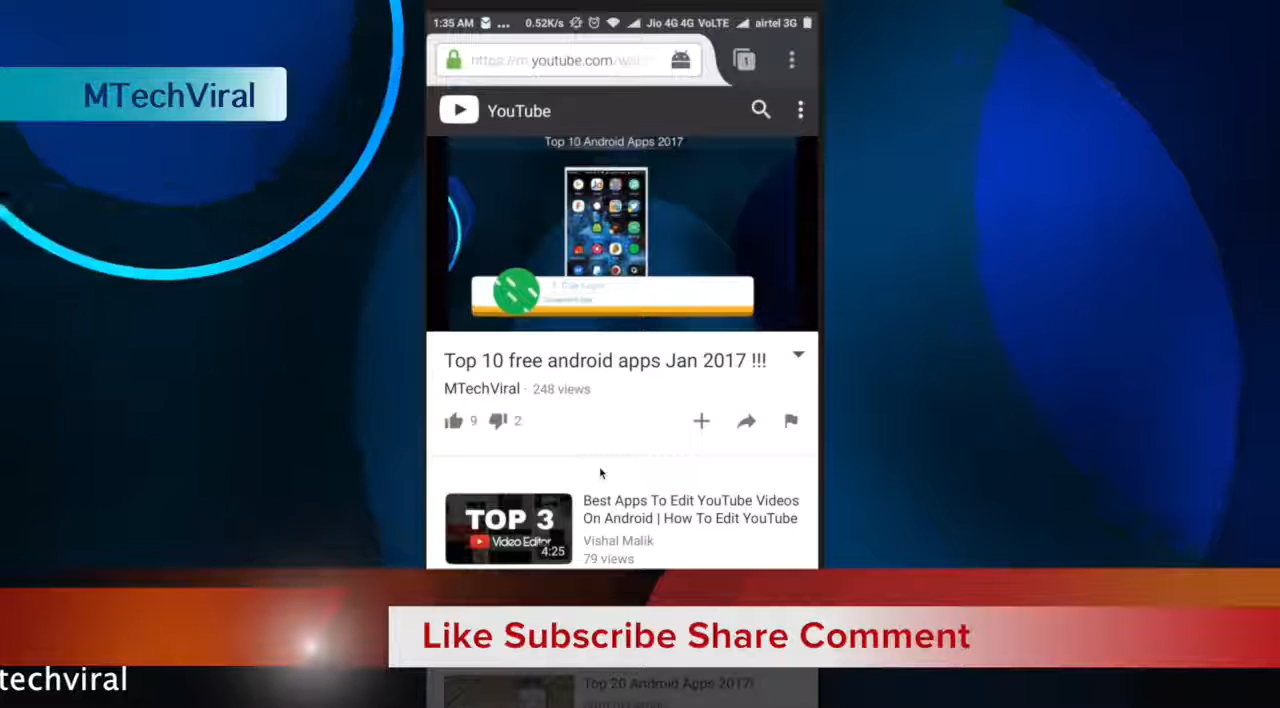 1:35 AM ... 0.52K/s Jio 4G 4G VoLTE airtel 3G
MTechViral
https://m.youtube.com/wat
1
YouTube
Top 10 Android Apps 2017
Top 10 free android apps Jan 2017 !!!
MTechViral · 248 views
9 2
TOP 3
Video Editor
4:25
Best Apps To Edit YouTube Videos
On Android | How To Edit YouTube
Vishal Malik
79 views
Like Subscribe Share Comment
techviral
Top 20 Android Apps 2017!